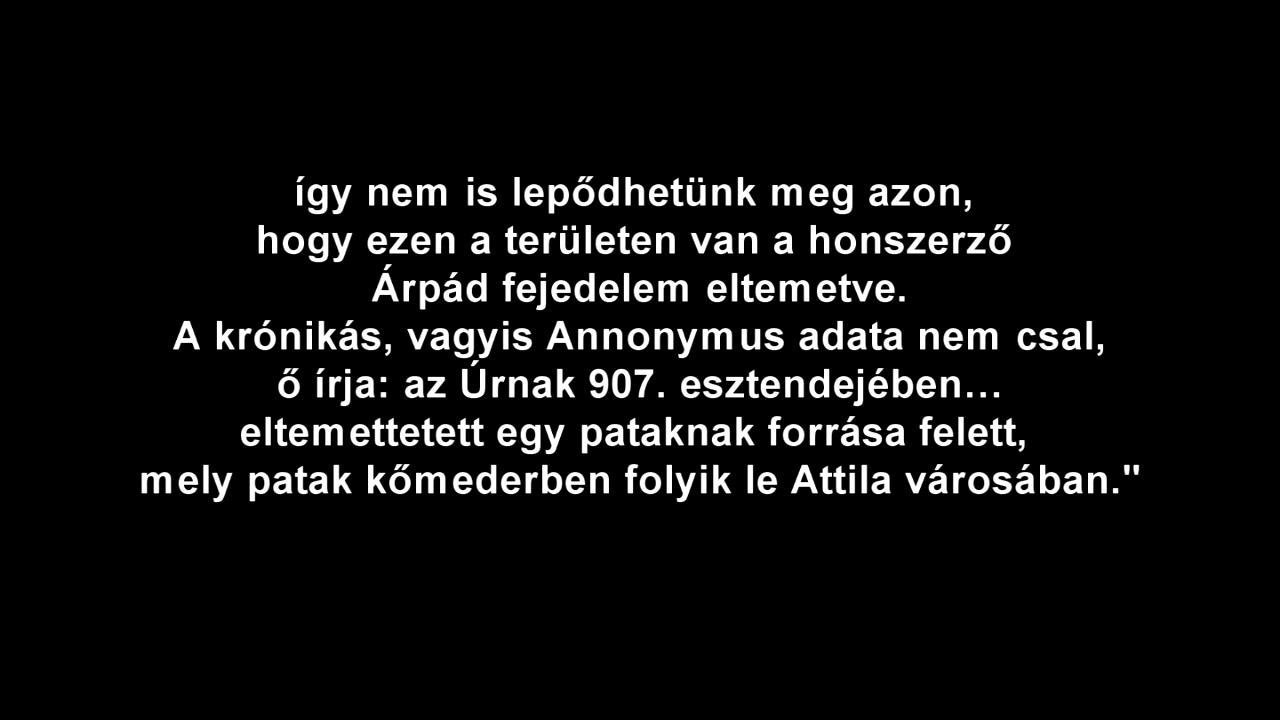 így nem is lepődhetünk meg azon,
hogy ezen a területen van a honszerző
Árpád fejedelem eltemetve.
A krónikás, vagyis Annonymus adata nem csal,
ő írja: az Úrnak 907. esztendejében…
eltemettetett egy pataknak forrása felett,
mely patak kőmederben folyik le Attila városában."